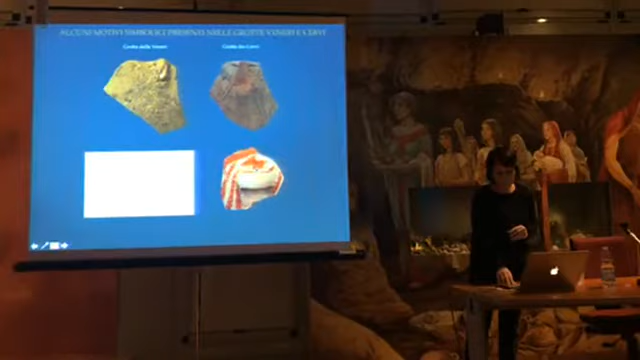 ALCUNI MOTIVI SIMBOLICI PRESENTI NELLE GROTTE VENERI E CERVI
Grotta delle Veneri Grotta dei Cervi